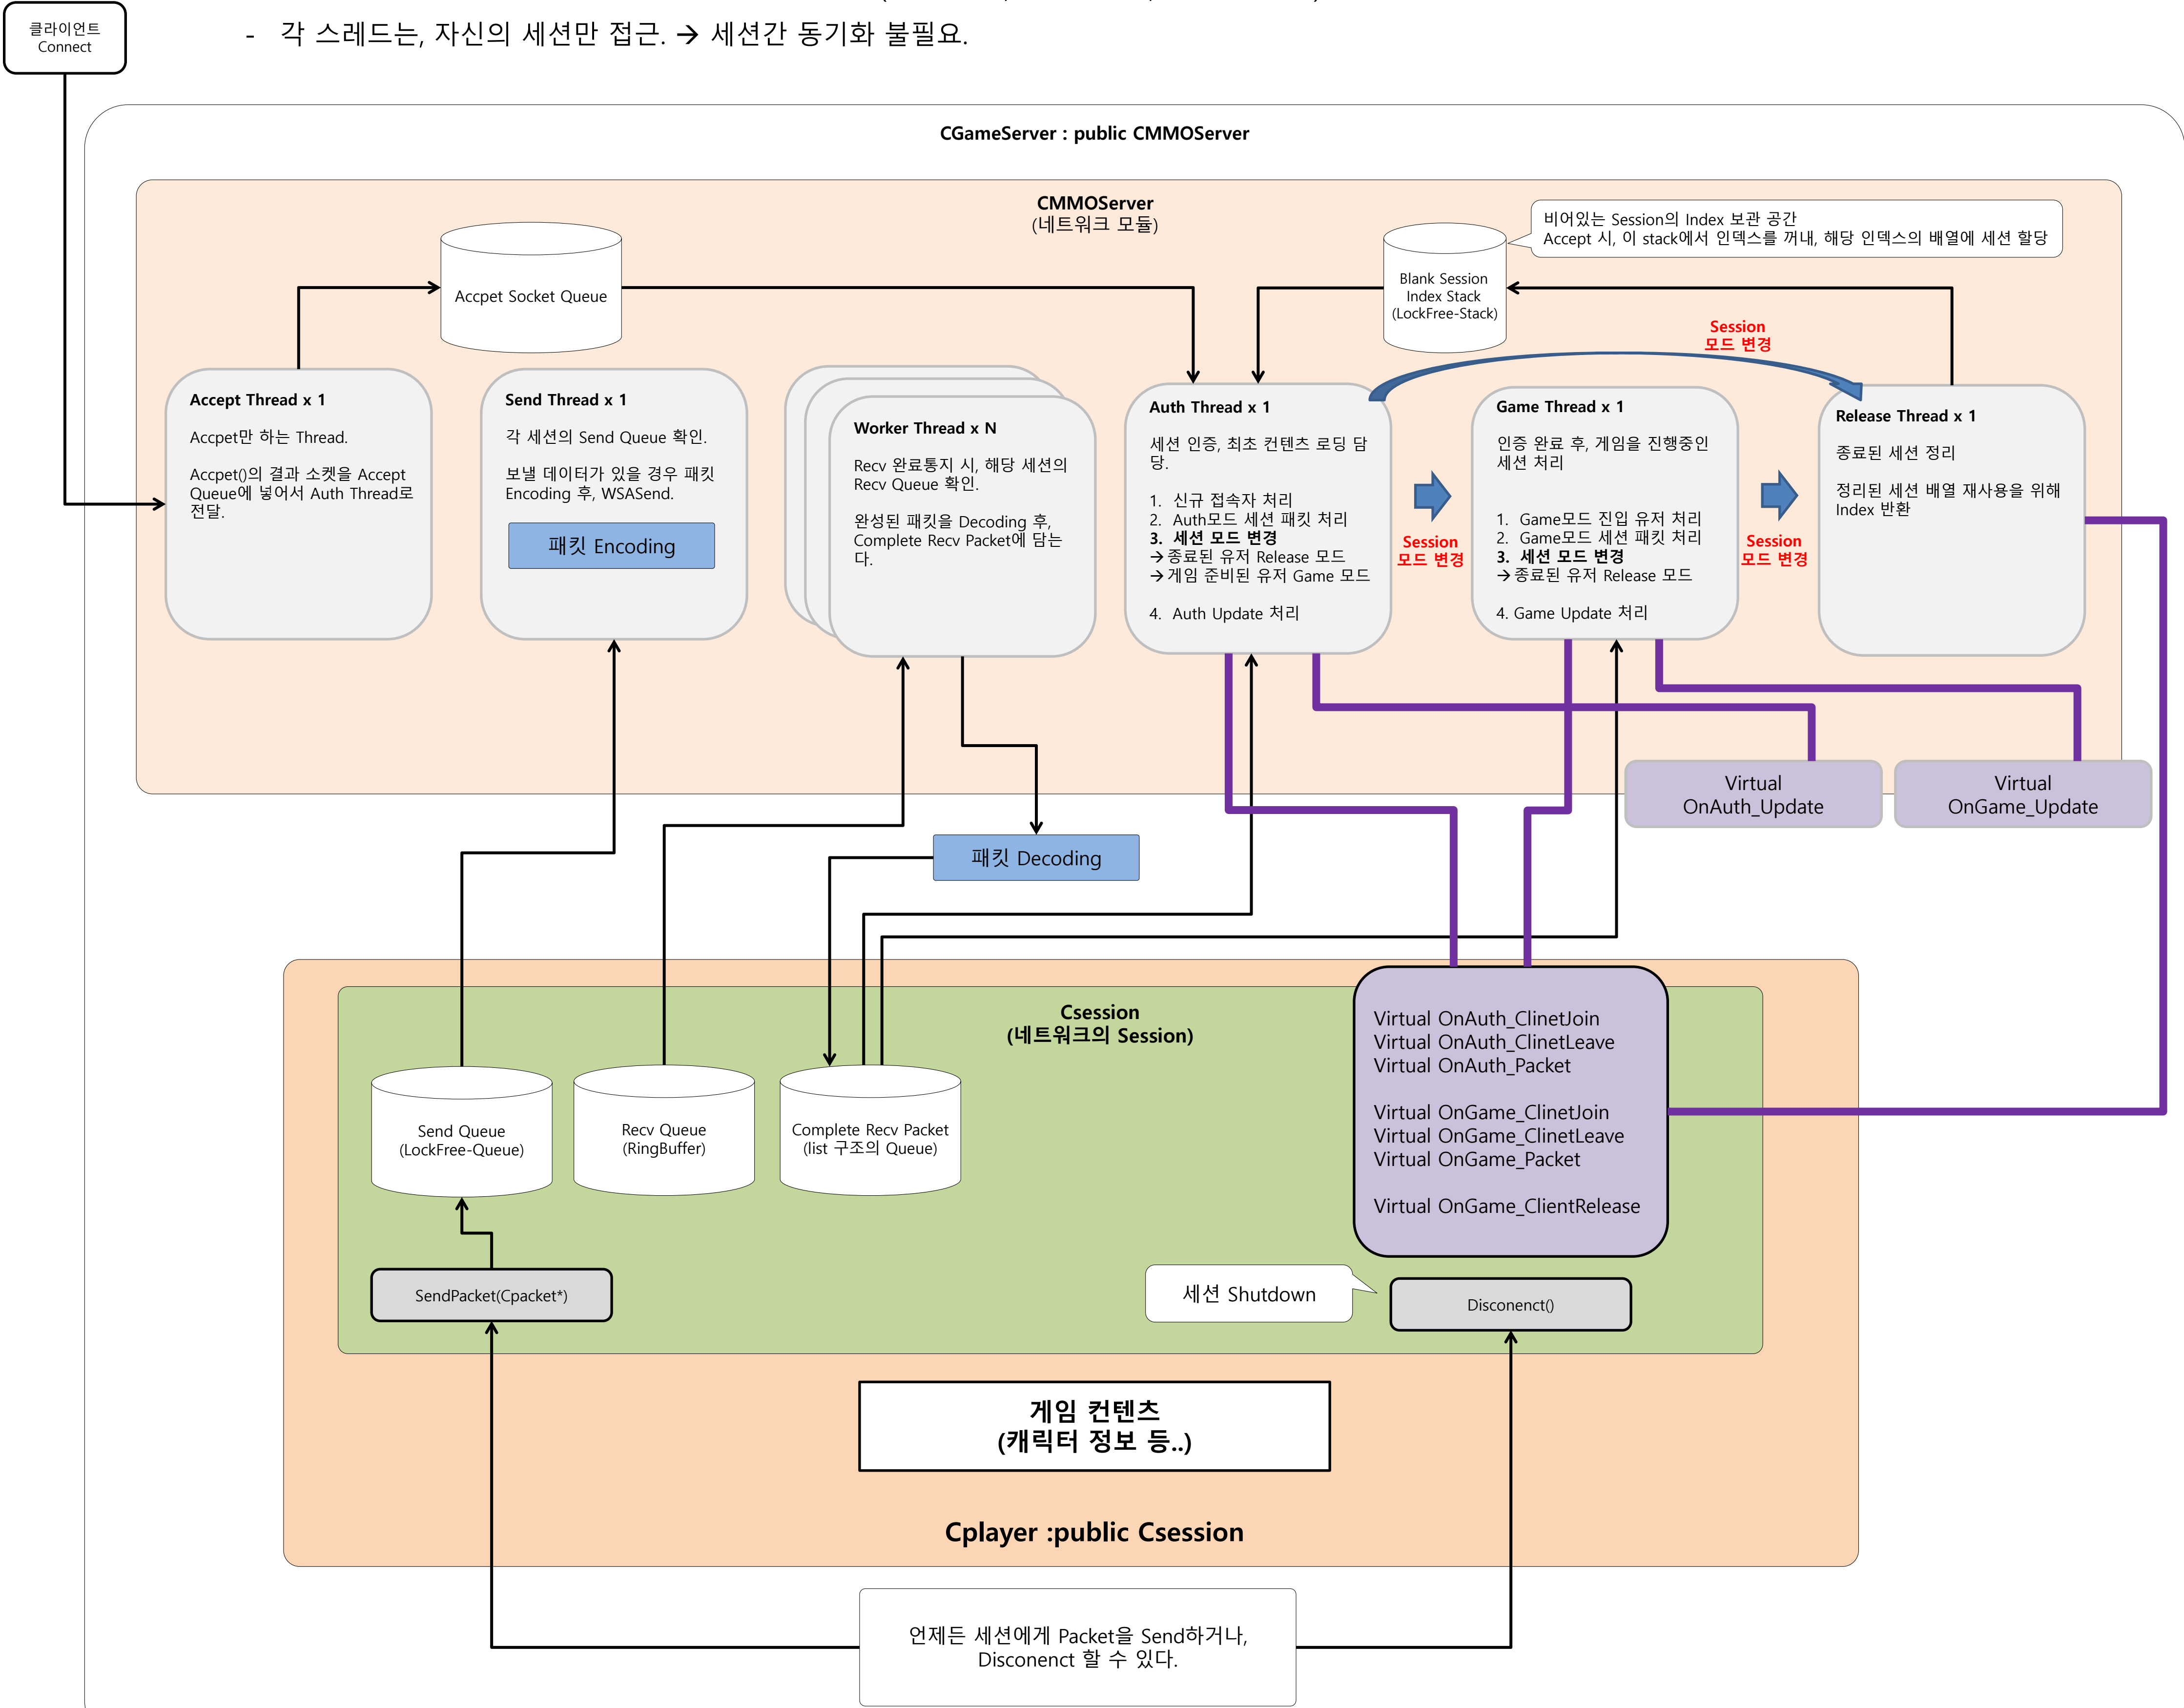 클라이언트
Connect
- 각 스레드는, 자신의 세션만 접근. → 세션간 동기화 불필요.
CGameServer : public CMMOServer
CMMOServer
(네트워크 모듈)
비어있는 Session의 Index 보관 공간
Accept 시, 이 stack에서 인덱스를 꺼내, 해당 인덱스의 배열에 세션 할당
Accpet Socket Queue
Blank Session
Index Stack
(LockFree-Stack)
Session
모드 변경
Accept Thread x 1
Accpet만 하는 Thread.
Accpet()의 결과 소켓을 Accept
Queue에 넣어서 Auth Thread로
전달.
Send Thread x 1
각 세션의 Send Queue 확인.
보낼 데이터가 있을 경우 패킷
Encoding 후, WSASend.
패킷 Encoding
Worker Thread x N
Recv 완료통지 시, 해당 세션의
Recv Queue 확인.
완성된 패킷을 Decoding 후,
Complete Recv Packet에 담는
다.
Auth Thread x 1
세션 인증, 최초 컨텐츠 로딩 담
당.
1. 신규 접속자 처리
2. Auth모드 세션 패킷 처리
3. 세션 모드 변경
→종료된 유저 Release 모드
→게임 준비된 유저 Game 모드
4. Auth Update 처리
Session
모드 변경
Game Thread x 1
인증 완료 후, 게임을 진행중인
세션 처리
1. Game모드 진입 유저 처리
2. Game모드 세션 패킷 처리
3. 세션 모드 변경
→종료된 유저 Release 모드
4. Game Update 처리
Session
모드 변경
Release Thread x 1
종료된 세션 정리
정리된 세션 배열 재사용을 위해
Index 반환
Virtual
OnAuth_Update
Virtual
OnGame_Update
패킷 Decoding
Csession
(네트워크의 Session)
Virtual OnAuth_ClinetJoin
Virtual OnAuth_ClinetLeave
Virtual OnAuth_Packet
Virtual OnGame_ClinetJoin
Virtual OnGame_ClinetLeave
Virtual OnGame_Packet
Virtual OnGame_ClientRelease
Send Queue
(LockFree-Queue)
Recv Queue
(RingBuffer)
Complete Recv Packet
(list 구조의 Queue)
SendPacket(Cpacket*)
세션 Shutdown
Disconenct()
게임 컨텐츠
(캐릭터 정보 등..)
Cplayer :public Csession
언제든 세션에게 Packet을 Send하거나,
Disconenct 할 수 있다.